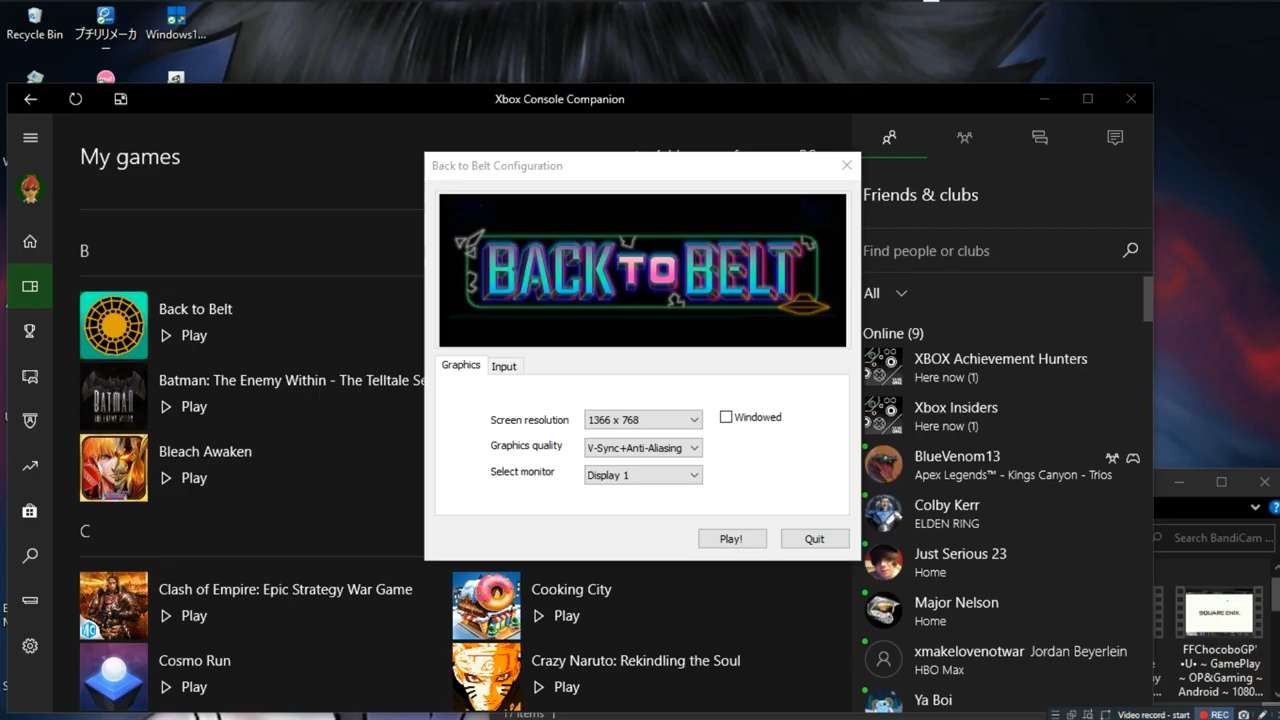 Recycle Bin
プチリリメーカ
Windows1...
Xbox Console Companion
My games
B
Back to Belt
Play
Batman: The Enemy Within - The Telltale Se
Play
Bleach Awaken
Play
C
Clash of Empire: Epic Strategy War Game
Play
Cooking City
Play
Cosmo Run
Play
Crazy Naruto: Rekindling the Soul
Play
17 items
Back to Belt Configuration
BACK TO BELT
Graphics
Input
Screen resolution
1366 x 768
Windowed
Graphics quality
V-Sync+Anti-Aliasing
Select monitor
Display 1
Play!
Quit
Friends & clubs
Find people or clubs
All
Online (9)
XBOX Achievement Hunters
Here now (1)
Xbox Insiders
Here now (1)
BlueVenom13
Apex Legends™ - Kings Canyon - Trios
Colby Kerr
ELDEN RING
Just Serious 23
Home
Major Nelson
Home
xmakelovenotwar Jordan Beyerlein
HBO Max
Ya Boi
Search BandiCam ...
SQUARE ENIX.
FFChocoboGP'
•U• ~ GamePlay
~ OP&Gaming ~
Android ~ 1080...
Video record - start
REC